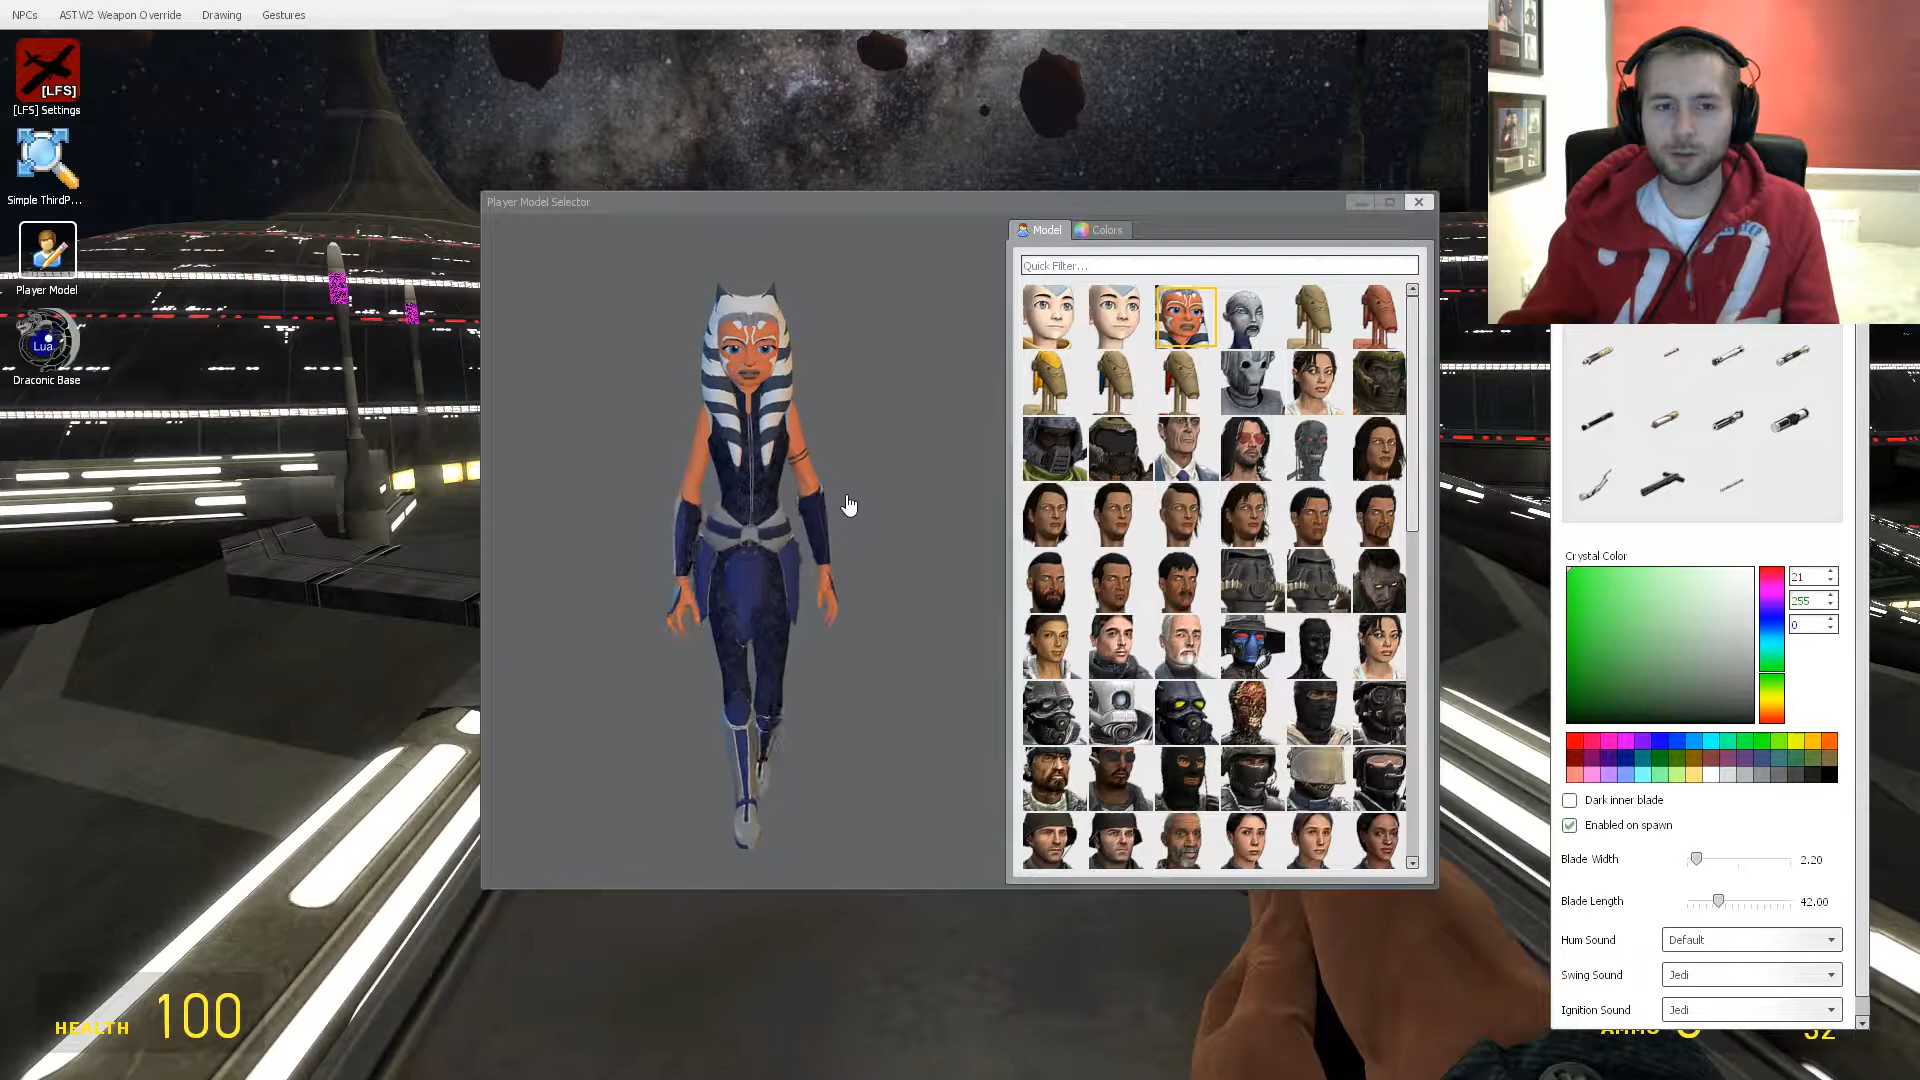 NPCs
ASTW2 Weapon Override
Drawing
Gestures
[LFS]
[LFS] Settings
Simple ThirdP...
Player Model
Lua
Draconic Base
Player Model Selector
Model
Colors
Quick Filter...
Crystal Color
21
255
0
Dark inner blade
Enabled on spawn
Blade Width
2.20
Blade Length
42.00
Hum Sound
Default
Swing Sound
Jedi
Ignition Sound
Jedi
HEALTH 100